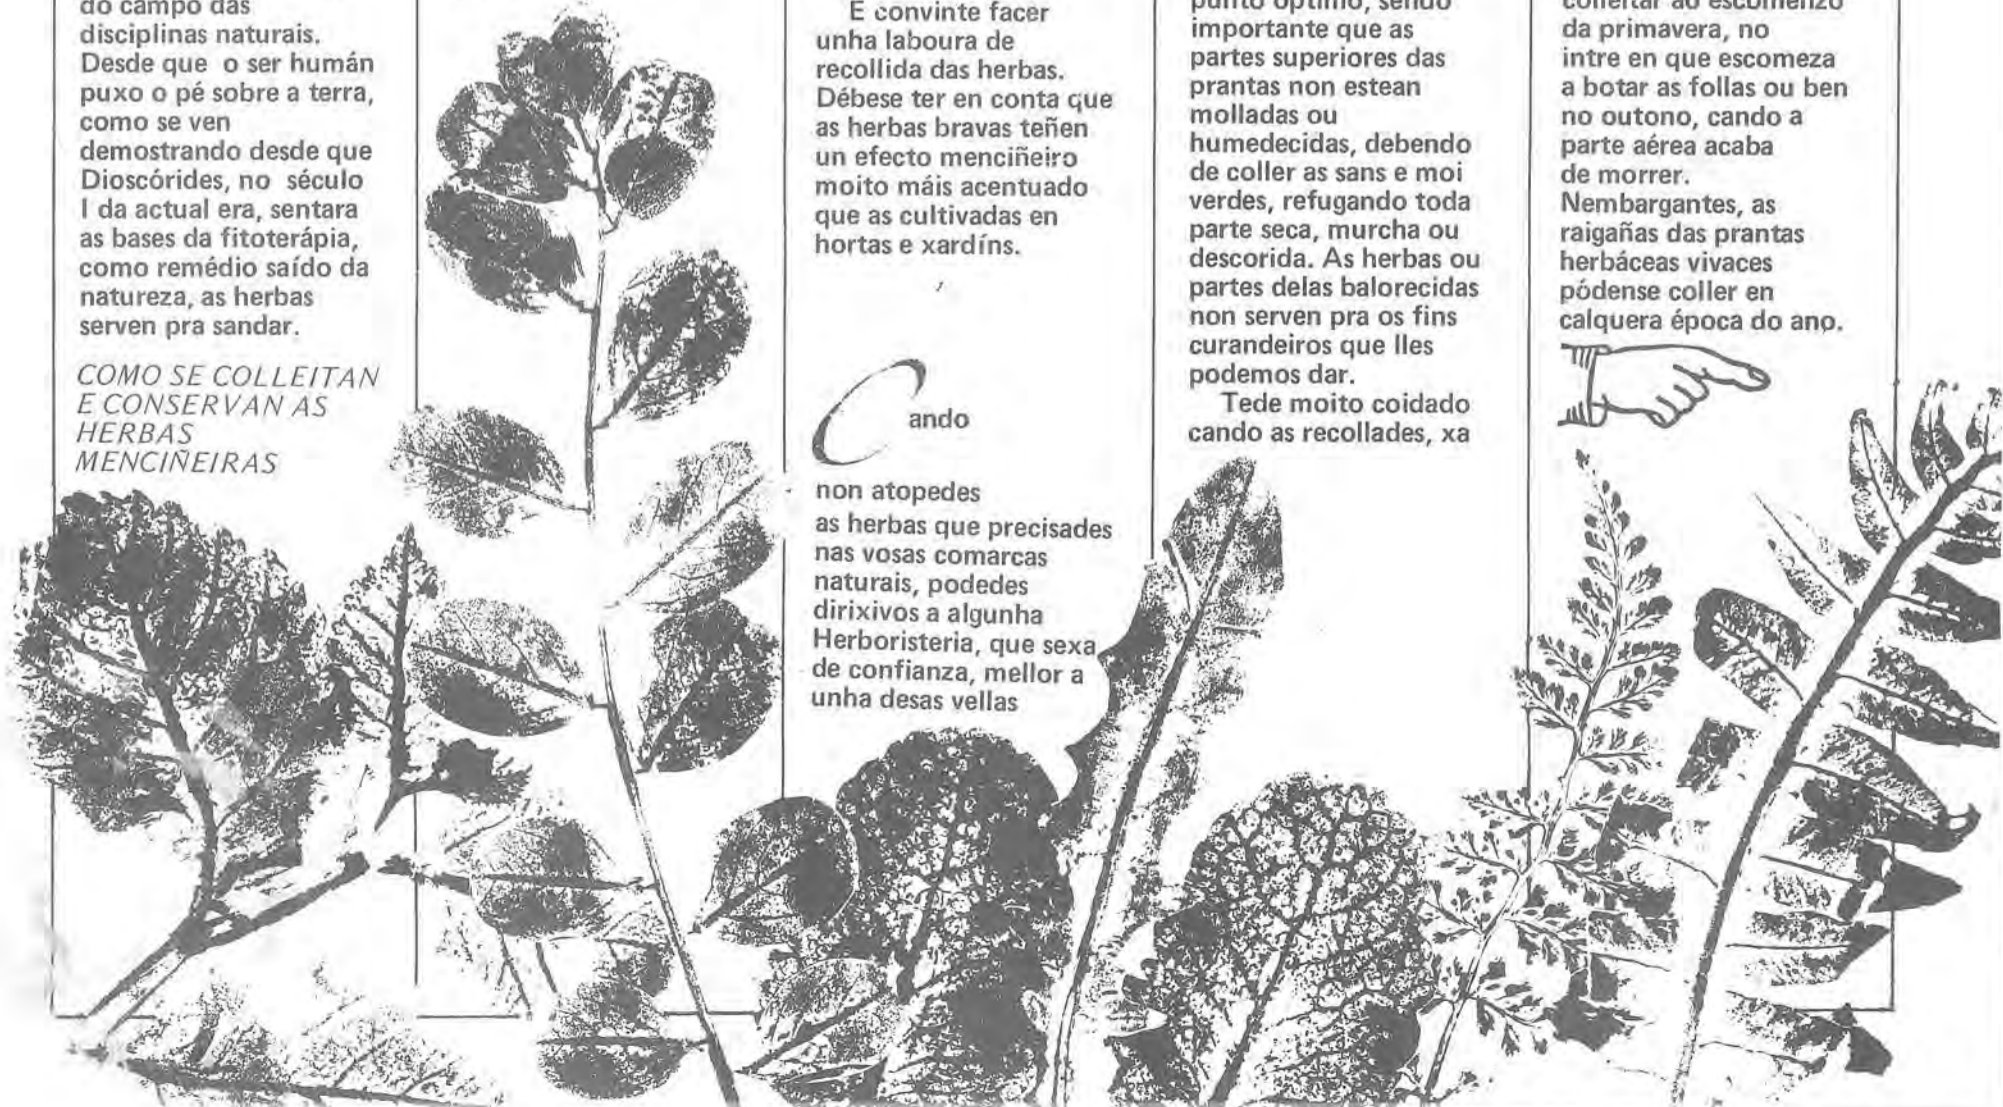 do campo das
disciplinas naturais.
Desde que o ser humán
puxo o pé sobre a terra,
como se ven
demostrando desde que
Dioscórides, no século
I da actual era, sentara
as bases da fitoterápia,
como remédio saído da
natureza, as herbas
serven pra sandar.
COMO SE COLLEITAN
E CONSERVAN AS
HERBAS
MENCIÑEIRAS
E convinte facer
unha laboura de
recollida das herbas.
Débese ter en conta que
as herbas bravas teñen
un efecto menciñeiro
moito máis acentuado
que as cultivadas en
hortas e xardíns.
Cando
non atopedes
as herbas que precisades
nas vosas comarcas
naturais, podedes
dirixivos a algunha
Herboristeria, que sexa
de confianza, mellor a
unha desas vellas
punto óptimo, sendo
importante que as
partes superiores das
prantas non estean
molladas ou
humedecidas, debendo
de coller as sans e moi
verdes, refugando toda
parte seca, murcha ou
descorida. As herbas ou
partes delas balorecidas
non serven pra os fins
curandeiros que lles
podemos dar.
Tede moito coidado
cando as recollades, xa
colleitar ao escomenzo
da primavera, no
intre en que escomeza
a botar as follas ou ben
no outono, cando a
parte aérea acaba
de morrer.
Nembargantes, as
raigañas das prantas
herbáceas vivaces
pódense coller en
calquera época do ano.